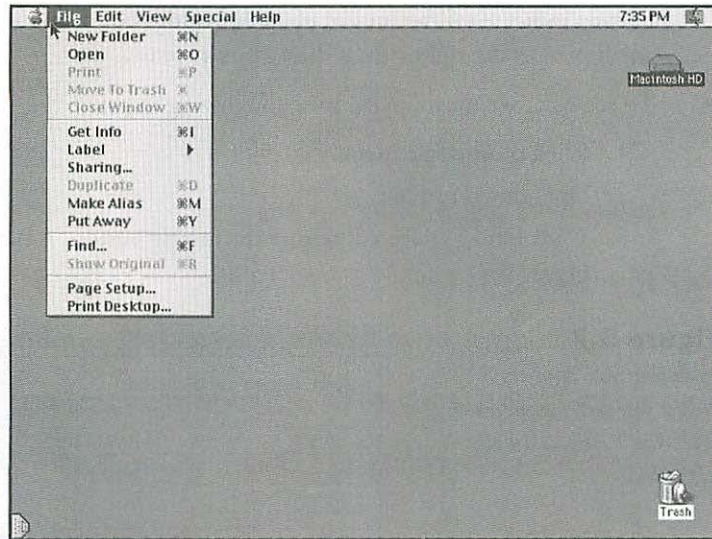 File Edit View Special Help 7:35 PM
New Folder ⌘N
Open ⌘O
Print ⌘P
Move To Trash ⌘
Close Window ⌘W
Get Info ⌘I
Label
Sharing...
Duplicate ⌘D
Make Alias ⌘M
Put Away ⌘Y
Find... ⌘F
Show Original ⌘R
Page Setup...
Print Desktop...
Macintosh HD
Trash